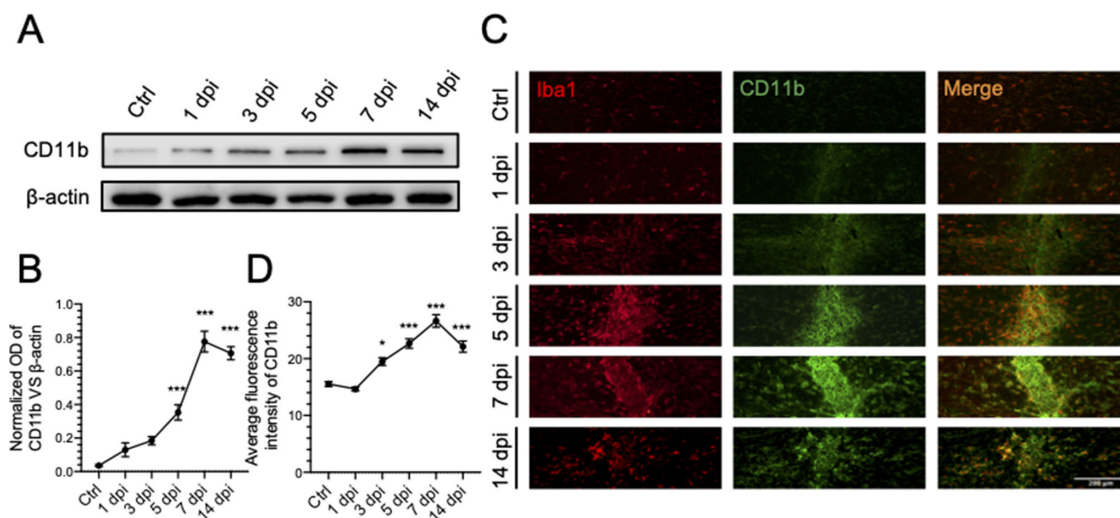 A
Ctrl
1 dpi
3 dpi
5 dpi
7 dpi
14 dpi
CD11b
β-actin
B
Normalized OD of
CD11b VS β-actin
1.0
0.8
0.6
0.4
0.2
0.0
***
***
***
Ctrl
1 dpi
3 dpi
5 dpi
7 dpi
14 dpi
D
Average fluorescence
intensity of CD11b
30
20
10
0
*
***
***
***
Ctrl
1 dpi
3 dpi
5 dpi
7 dpi
14 dpi
C
Iba1
CD11b
Merge
Ctrl
1 dpi
3 dpi
5 dpi
7 dpi
14 dpi